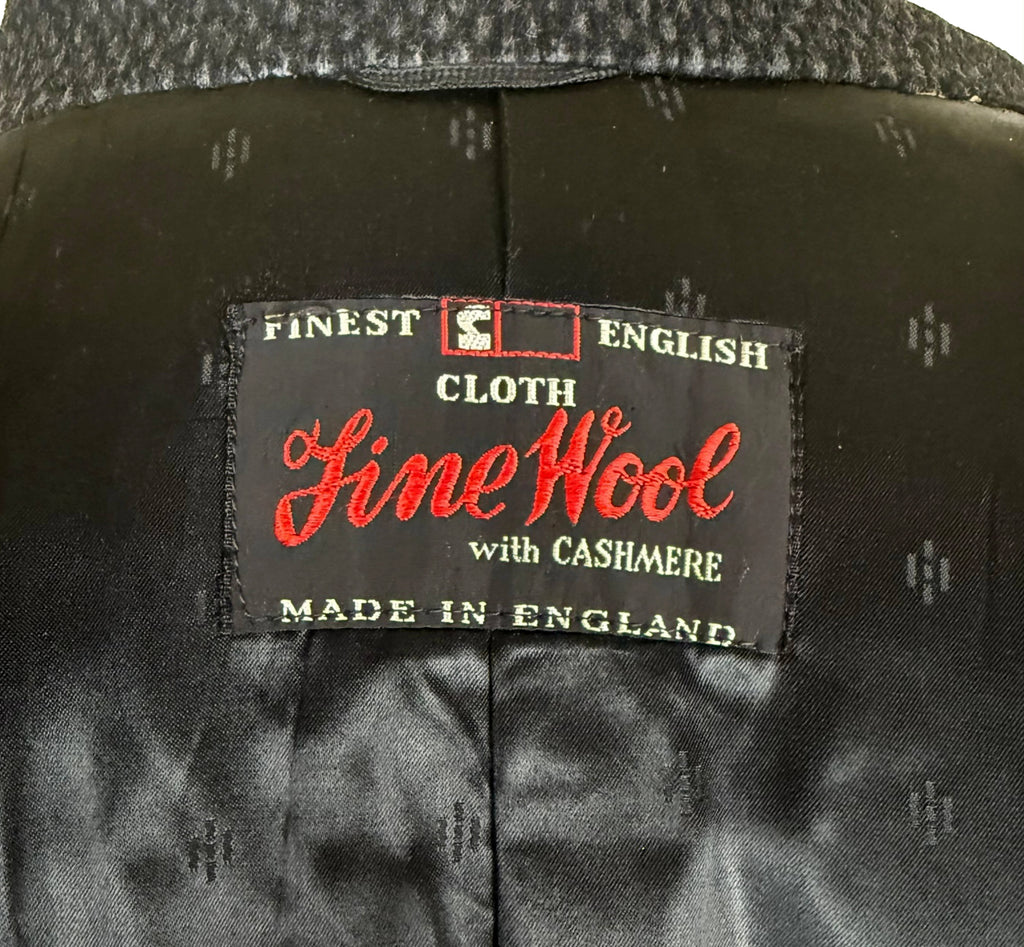 FINEST ENGLISH
CLOTH
Fine Wool
with CASHMERE
MADE IN ENGLAND